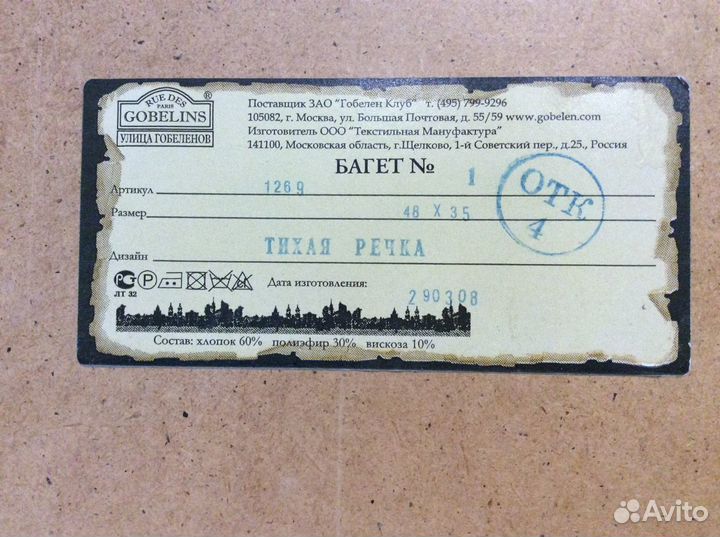 RUE DES
PARIS
GOBELINS
®
УЛИЦА ГОБЕЛЕНОВ
Поставщик ЗАО "Гобелен Клуб" т. (495) 799-9296
105082, г. Москва, ул. Большая Почтовая, д. 55/59 www.gobelen.com
Изготовитель ООО "Текстильная Мануфактура"
141100, Московская область, г.Щелково, 1-й Советский пер., д.25., Россия
БАГЕТ № 1
Артикул 1269
Размер 48 X 35
ОТК
4
Дизайн ТИХАЯ РЕЧКА
РСТ P
ЛТ 32
Дата изготовления: 290308
Состав: хлопок 60% полиэфир 30% вискоза 10%
Avito